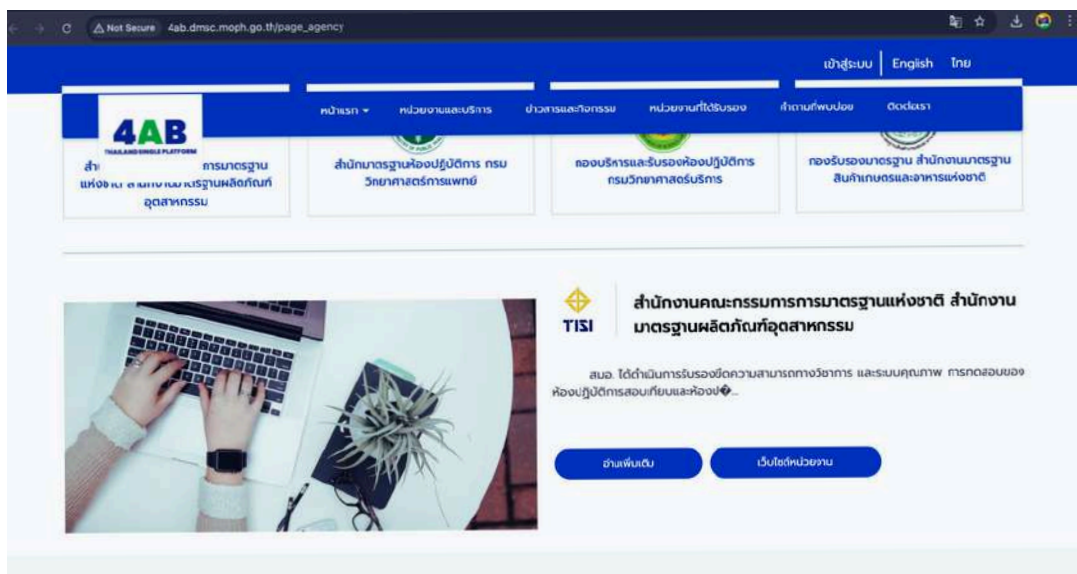 Not Secure 4ab.dmsc.moph.go.th/page_agency
เข้าสู่ระบบ English ไทย
หน้าแรก หน่วยงานและบริการ ข่าวสารและกิจกรรม หน่วยงานที่ได้รับรอง คำถามที่พบบ่อย ติดต่อเรา
4AB
THAILAND SINGLE PLATFORM
การมาตรฐาน
อุตสาหกรรม
สำนักมาตรฐานห้องปฏิบัติการ กรม
วิทยาศาสตร์การแพทย์
กองบริหารและรับรองห้องปฏิบัติการ
กรมวิทยาศาสตร์บริการ
กองรับรองมาตรฐาน สำนักงานมาตรฐาน
สินค้าเกษตรและอาหารแห่งชาติ
TISI
สำนักงานคณะกรรมการการมาตรฐานแห่งชาติ สำนักงาน
มาตรฐานผลิตภัณฑ์อุตสาหกรรม
สมอ. ได้ดำเนินการรับรองขีดความสามารถทางวิชาการ และระบบคุณภาพ การทดสอบของ
ห้องปฏิบัติการสอบเทียบและห้องป�...
อ่านเพิ่มเติม
เว็บไซต์หน่วยงาน